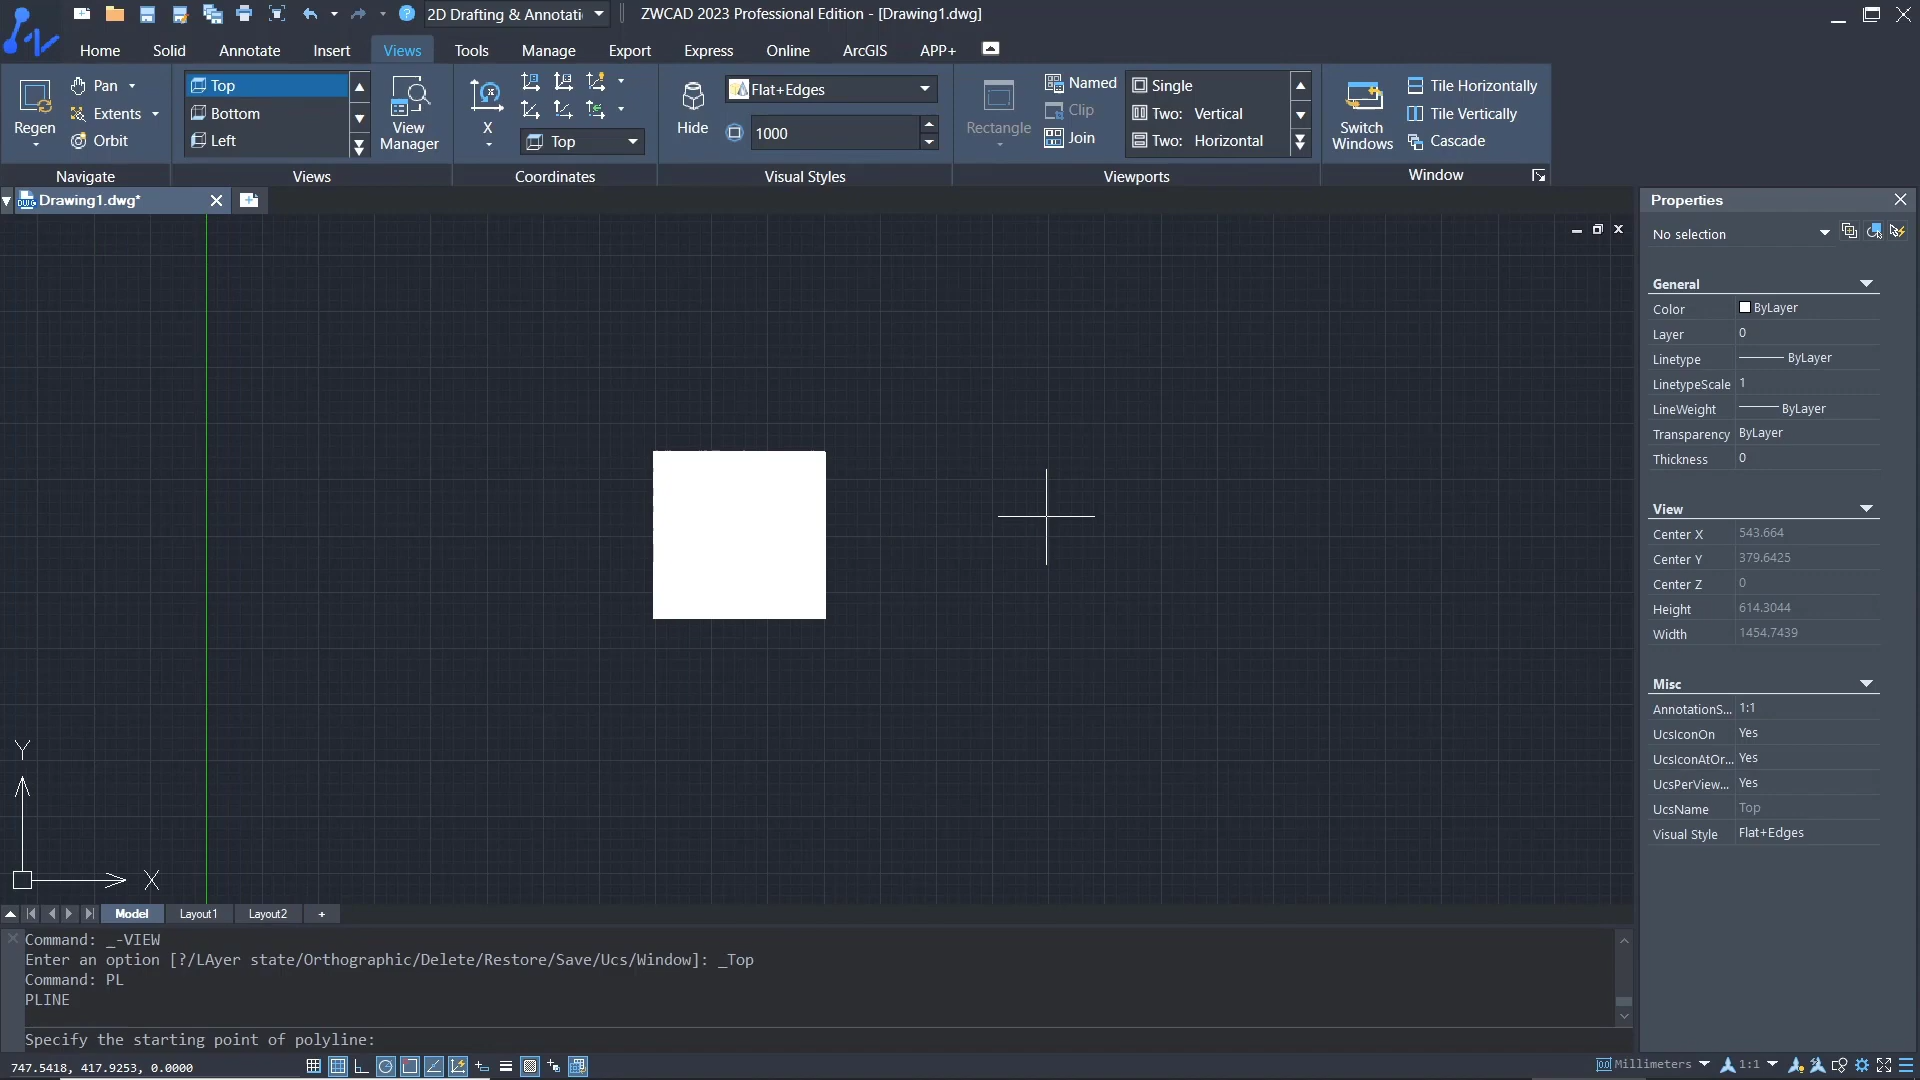 2D Drafting & Annotati
ZWCAD 2023 Professional Edition - [Drawing1.dwg]
Home Solid Annotate Insert Views Tools Manage Export Express Online ArcGIS APP+
Regen
Pan
Extents
Orbit
Navigate
Top
Bottom
Left
View
Manager
Views
X
Top
Coordinates
Hide
Flat+Edges
1000
Visual Styles
Rectangle
Named
Clip
Join
Single
Two: Vertical
Two: Horizontal
Viewports
Switch
Windows
Tile Horizontally
Tile Vertically
Cascade
Window
Drawing1.dwg*
Properties
No selection
General
Color ByLayer
Layer 0
Linetype ByLayer
LinetypeScale 1
LineWeight ByLayer
Transparency ByLayer
Thickness 0
View
Center X 543.664
Center Y 379.6425
Center Z 0
Height 614.3044
Width 1454.7439
Misc
AnnotationS... 1:1
UcsIconOn Yes
UcsIconAtOr... Yes
UcsPerView... Yes
UcsName Top
Visual Style Flat+Edges
Y
X
Model Layout1 Layout2 +
Command: _-VIEW
Enter an option [?/LAyer state/Orthographic/Delete/Restore/Save/Ucs/Window]: _Top
Command: PL
PLINE
Specify the starting point of polyline:
747.5418, 417.9253, 0.0000
Millimeters 1:1